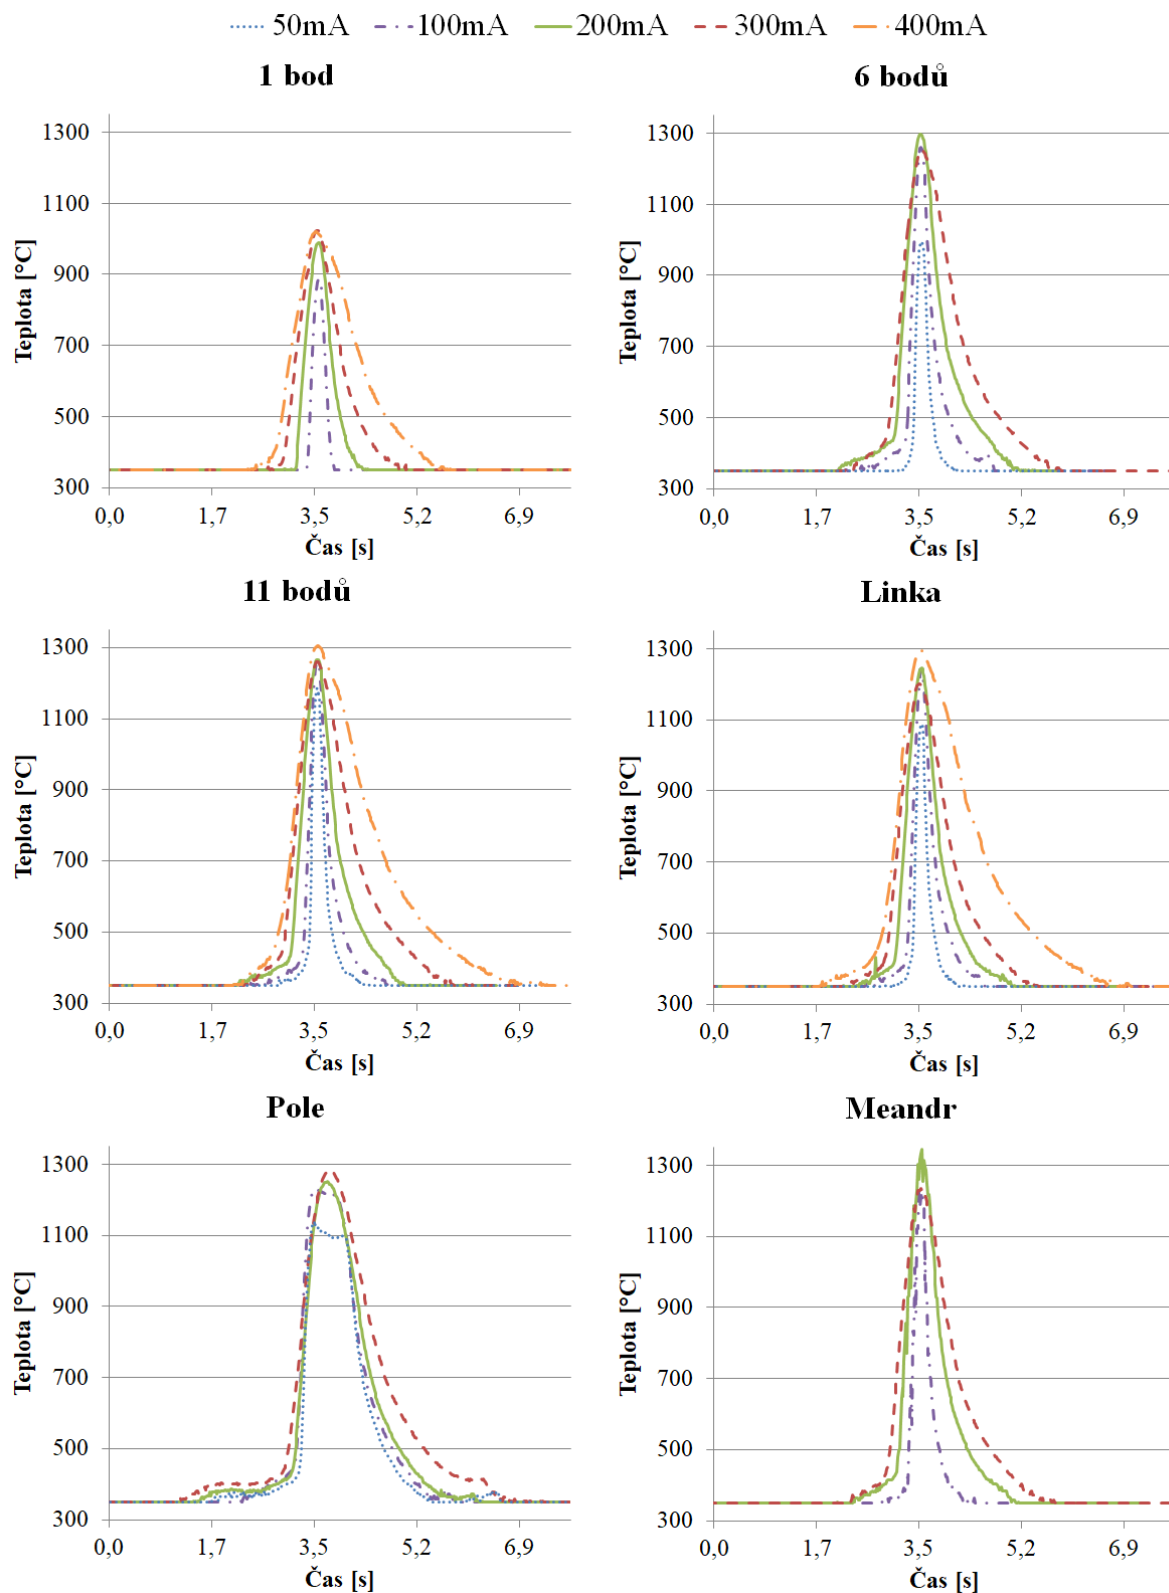 50mA 100mA 200mA 300mA 400mA
1 bod
1300
1100
900
700
500
300
Teplota [°C]
0,0 1,7 3,5 5,2 6,9
Čas [s]
6 bodů
1300
1100
900
700
500
300
Teplota [°C]
0,0 1,7 3,5 5,2 6,9
Čas [s]
11 bodů
1300
1100
900
700
500
300
Teplota [°C]
0,0 1,7 3,5 5,2 6,9
Čas [s]
Linka
1300
1100
900
700
500
300
Teplota [°C]
0,0 1,7 3,5 5,2 6,9
Čas [s]
Pole
1300
1100
900
700
500
300
Teplota [°C]
0,0 1,7 3,5 5,2 6,9
Čas [s]
Meandr
1300
1100
900
700
500
300
Teplota [°C]
0,0 1,7 3,5 5,2 6,9
Čas [s]